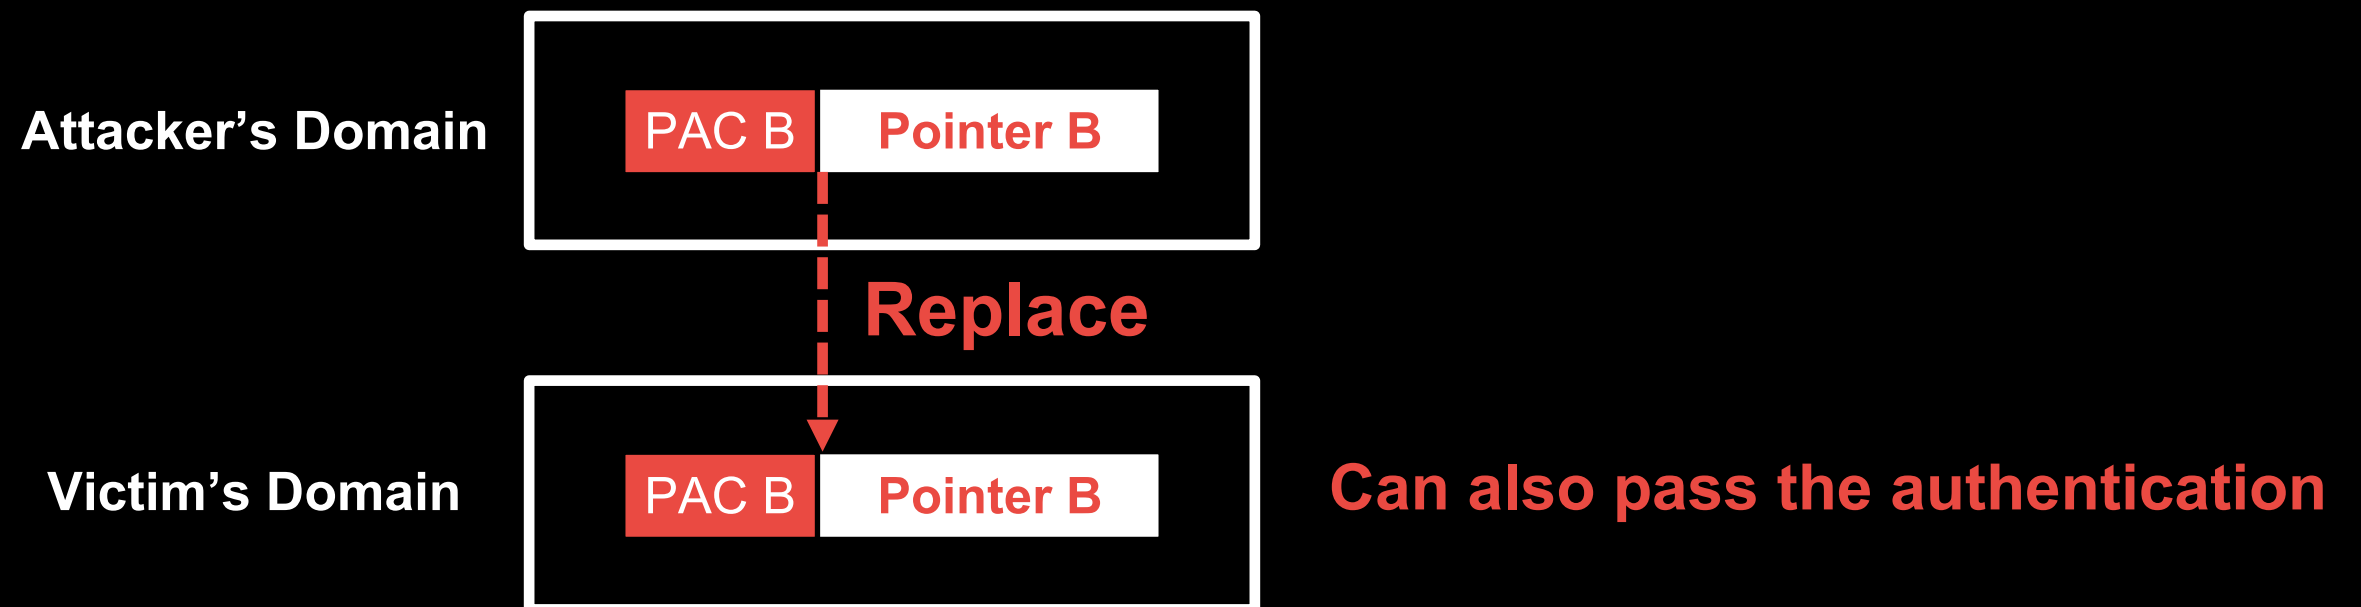 Attacker’s Domain
PAC B
Pointer B
Replace
Victim’s Domain
PAC B
Pointer B
Can also pass the authentication